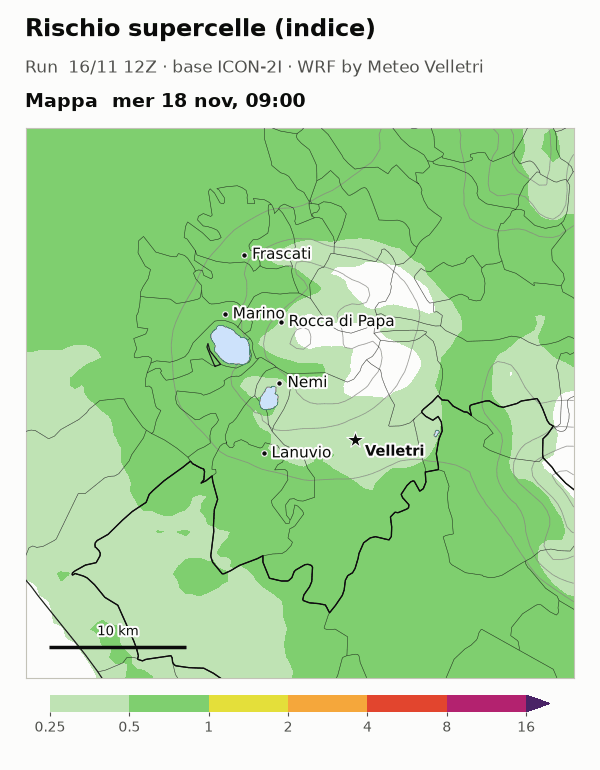 Rischio supercelle (indice)
Run  16/11 12Z · base ICON-2I · WRF by Meteo Velletri
Mappa  mer 18 nov, 09:00
Frascati
Marino
Rocca di Papa
Nemi
Velletri
Lanuvio
10 km
0.25 0.5 1 2 4 8 16